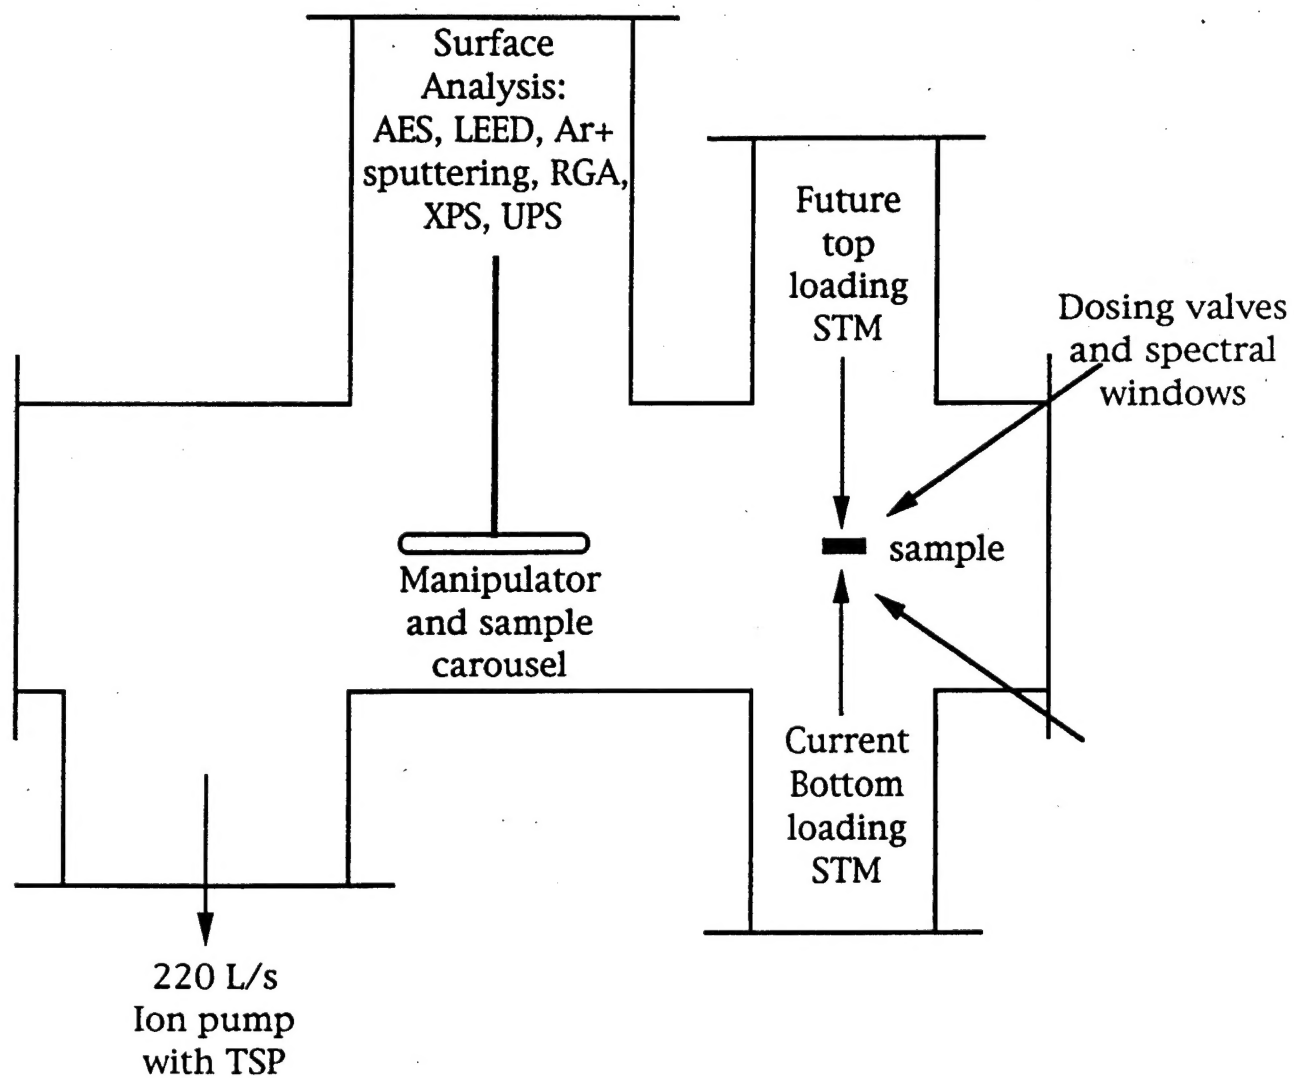 Surface
Analysis:
AES, LEED, Ar+
sputtering, RGA,
XPS, UPS
Future
top
loading
STM
Dosing valves
and spectral
windows
sample
Manipulator
and sample
carousel
Current
Bottom
loading
STM
220 L/s
Ion pump
with TSP